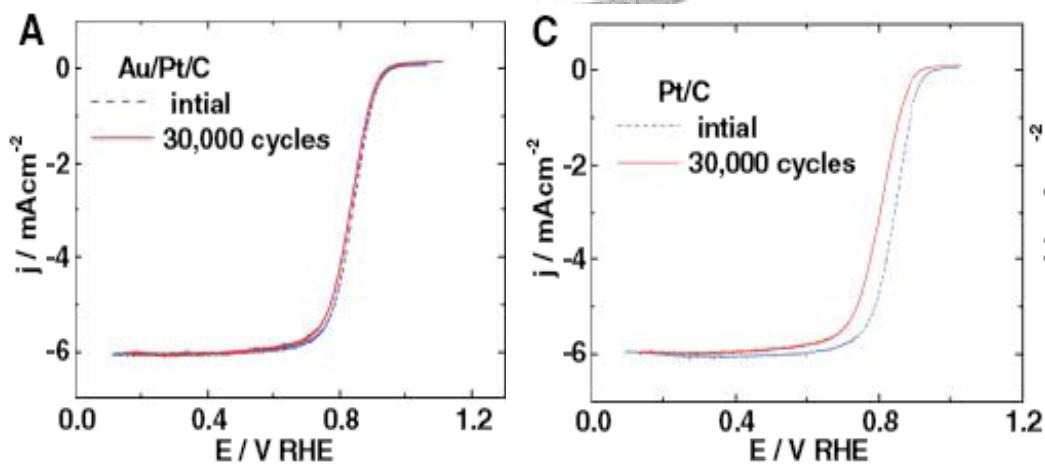 A
Au/Pt/C
intial
30,000 cycles
j / mAcm-2
0
-2
-4
-6
0.0 0.4 0.8 1.2
E / V RHE
C
Pt/C
intial
30,000 cycles
j / mAcm-2
0
-2
-4
-6
0.0 0.4 0.8 1.2
E / V RHE
-2